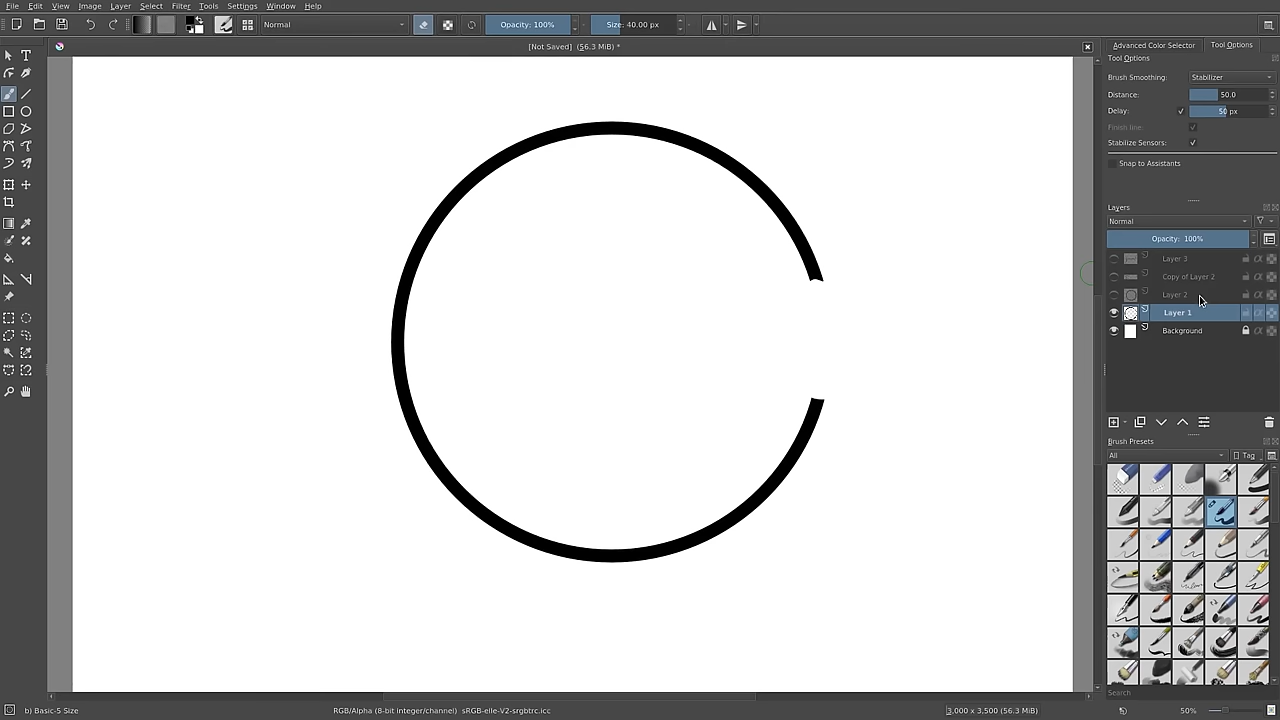 File Edit View Image Layer Select Filter Tools Settings Window Help
Normal Opacity: 100% Size: 40.00 px
[Not Saved] (56.3 MiB) *
Advanced Color Selector Tool Options
Tool Options
Brush Smoothing: Stabilizer
Distance: 50.0
Delay: 50 px
Finish line:
Stabilize Sensors:
Snap to Assistants
Layers
Normal
Opacity: 100%
Layer 3
Copy of Layer 2
Layer 2
Layer 1
Background
Brush Presets
All Tag
Search
b) Basic-5 Size RGB/Alpha (8-bit integer/channel) sRGB-elle-V2-srgbtrc.icc 3,000 x 3,500 (56.3 MiB) 50%